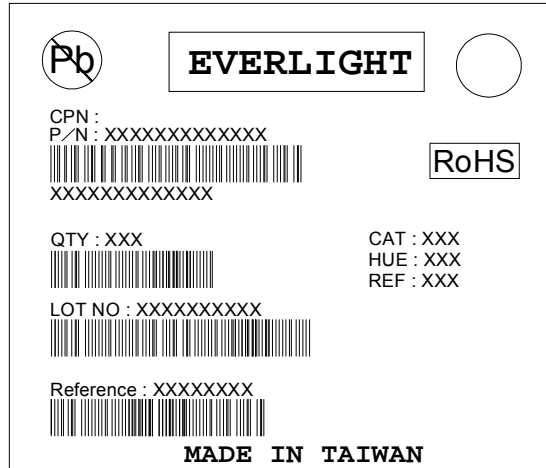 Pb
EVERLIGHT
CPN :
P/N : XXXXXXXXXXXXX
RoHS
XXXXXXXXXXXXX
QTY : XXX
CAT : XXX
HUE : XXX
REF : XXX
LOT NO : XXXXXXXXXX
Reference : XXXXXXXX
MADE IN TAIWAN